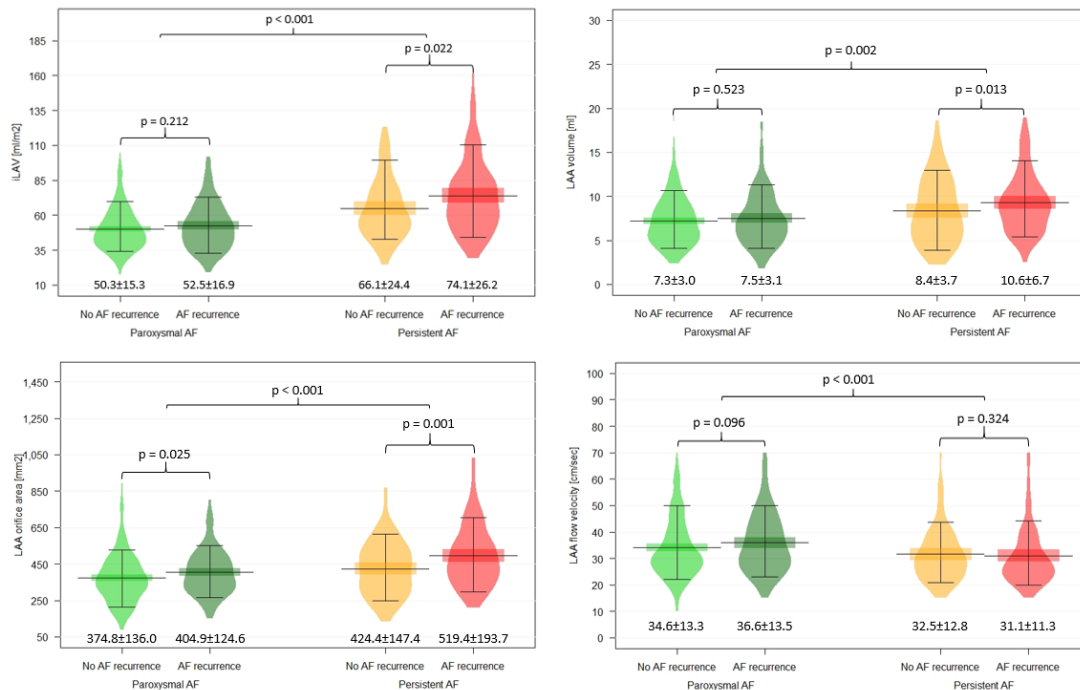 p < 0.001
p = 0.022
p = 0.212
iLAV [ml/m2]
185
160
135
110
85
60
35
10
50.3±15.3 52.5±16.9 66.1±24.4 74.1±26.2
No AF recurrence AF recurrence No AF recurrence AF recurrence
Paroxysmal AF Persistent AF
p = 0.002
p = 0.523 p = 0.013
LAA volume [ml]
30
25
20
15
10
5
0
7.3±3.0 7.5±3.1 8.4±3.7 10.6±6.7
No AF recurrence AF recurrence No AF recurrence AF recurrence
Paroxysmal AF Persistent AF
p < 0.001
p = 0.001
p = 0.025
LAA orifice area [mm2]
1,450
1,250
1,050
850
650
450
250
50
374.8±136.0 404.9±124.6 424.4±147.4 519.4±193.7
No AF recurrence AF recurrence No AF recurrence AF recurrence
Paroxysmal AF Persistent AF
p < 0.001
p = 0.096 p = 0.324
LAA flow velocity [cm/sec]
100
90
80
70
60
50
40
30
20
10
0
34.6±13.3 36.6±13.5 32.5±12.8 31.1±11.3
No AF recurrence AF recurrence No AF recurrence AF recurrence
Paroxysmal AF Persistent AF